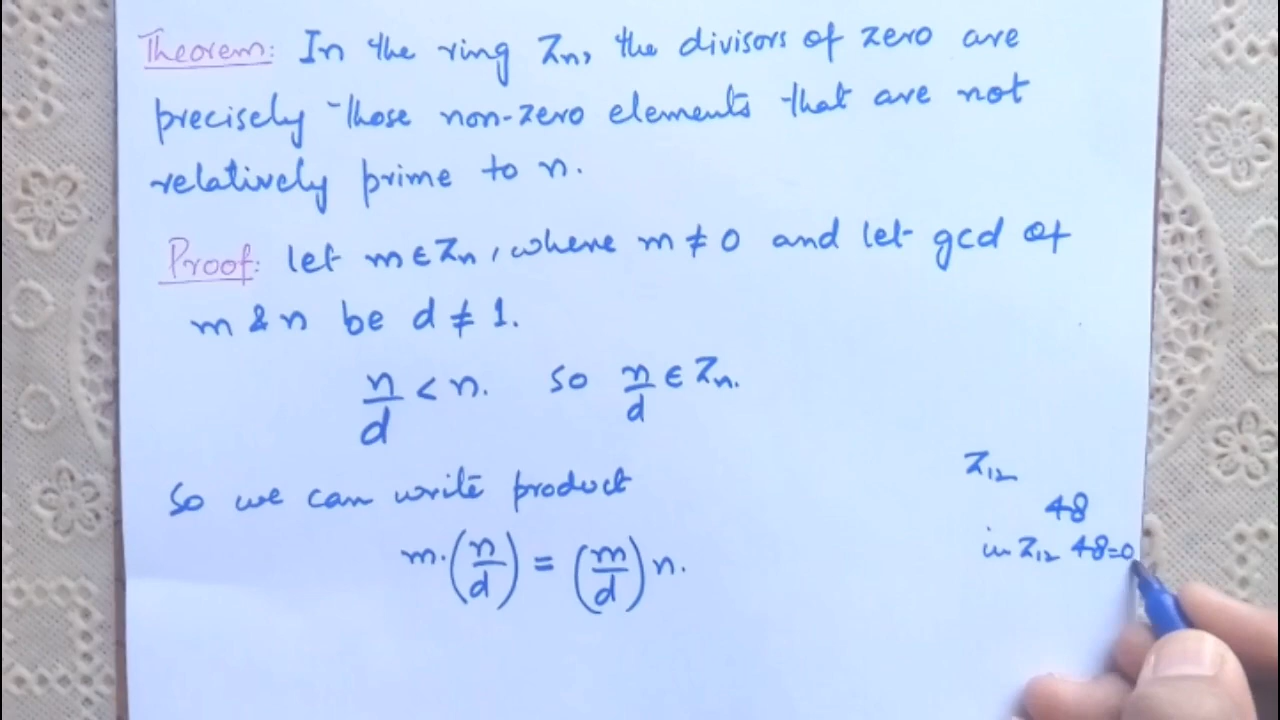 Theorem: In the ring Zn, the divisors of zero are
precisely those non-zero elements that are not
relatively prime to n.
Proof: let m ∈ Zn, where m ≠ 0 and let gcd of
m & n be d ≠ 1.
n/d < n. so n/d ∈ Zn.
So we can write product
m.(n/d) = (m/d) n.
Z12
48
in Z12 48=0